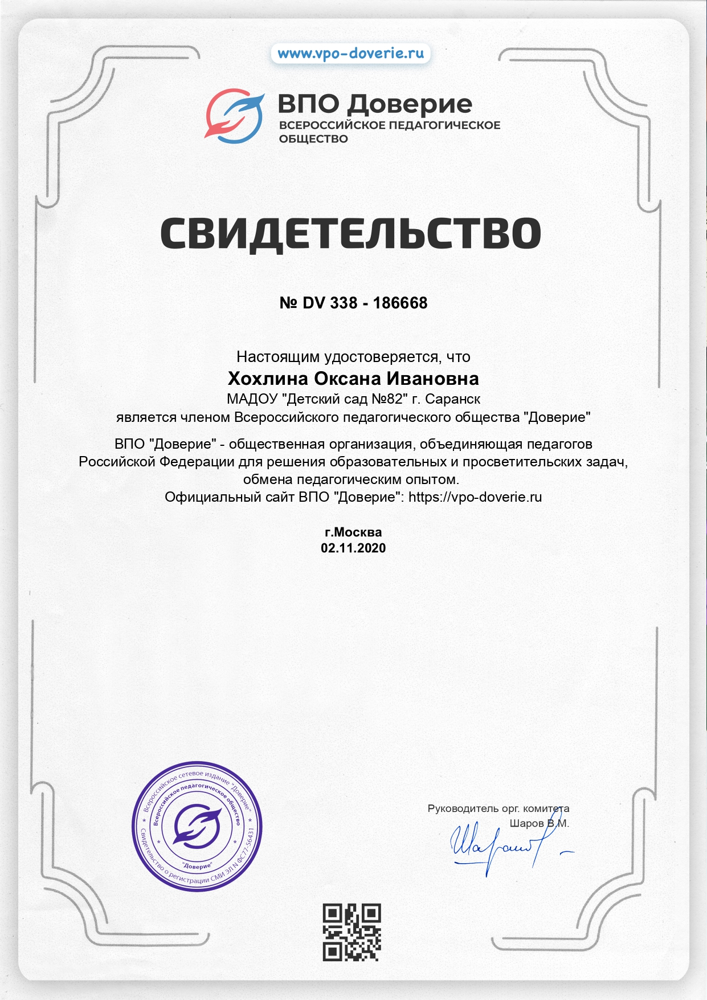 www.vpo-doverie.ru
ВПО Доверие
ВСЕРОССИЙСКОЕ ПЕДАГОГИЧЕСКОЕ
ОБЩЕСТВО
СВИДЕТЕЛЬСТВО
№ DV 338 - 186668
Настоящим удостоверяется, что
Хохлина Оксана Ивановна
МАДОУ "Детский сад №82" г. Саранск
является членом Всероссийского педагогического общества "Доверие"
ВПО "Доверие" - общественная организация, объединяющая педагогов
Российской Федерации для решения образовательных и просветительских задач,
обмена педагогическим опытом.
Официальный сайт ВПО "Доверие": https://vpo-doverie.ru
г.Москва
02.11.2020
Всероссийское сетевое издание "Доверие"
Свидетельство о регистрации СМИ ЭЛ N ФС77-56431
Всероссийское педагогическое общество
"Доверие"
Руководитель орг. комитета
Шаров В.М.